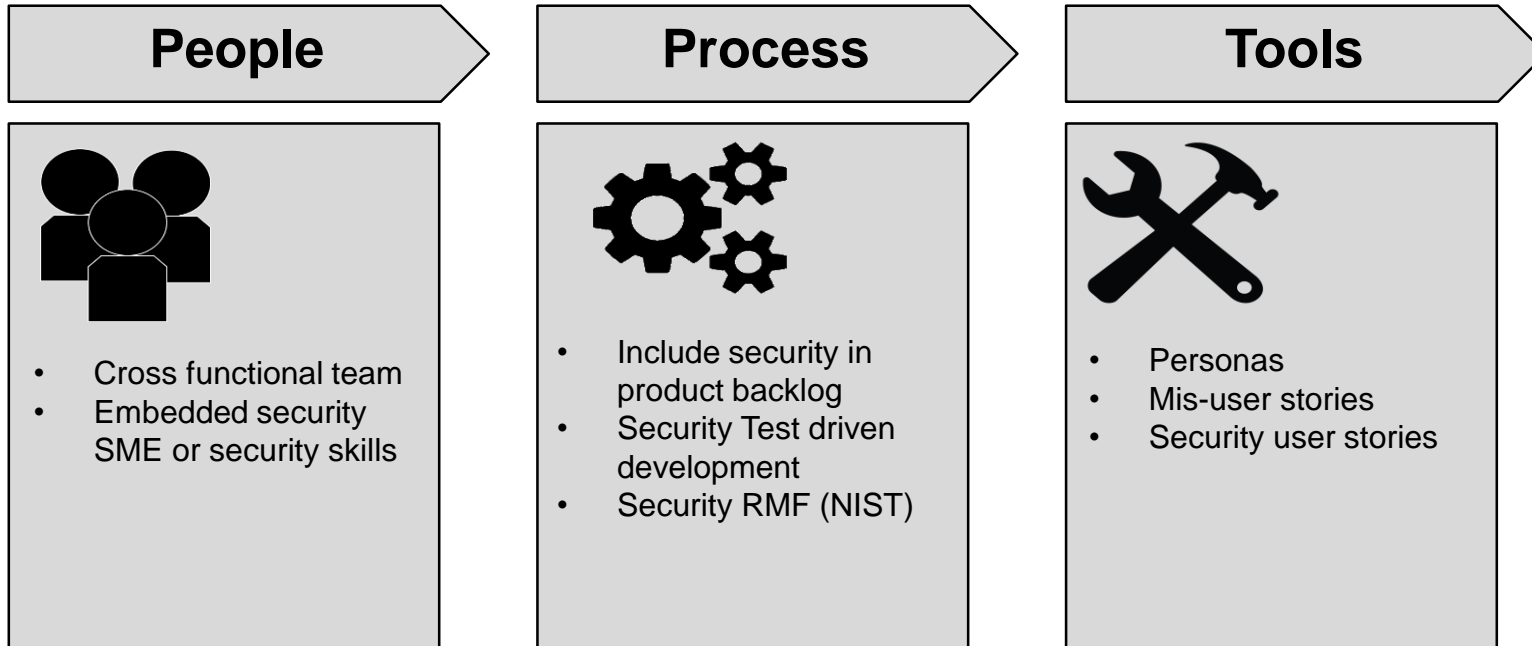 People
• Cross functional team
• Embedded security
SME or security skills
Process
• Include security in
product backlog
• Security Test driven
development
• Security RMF (NIST)
Tools
• Personas
• Mis-user stories
• Security user stories